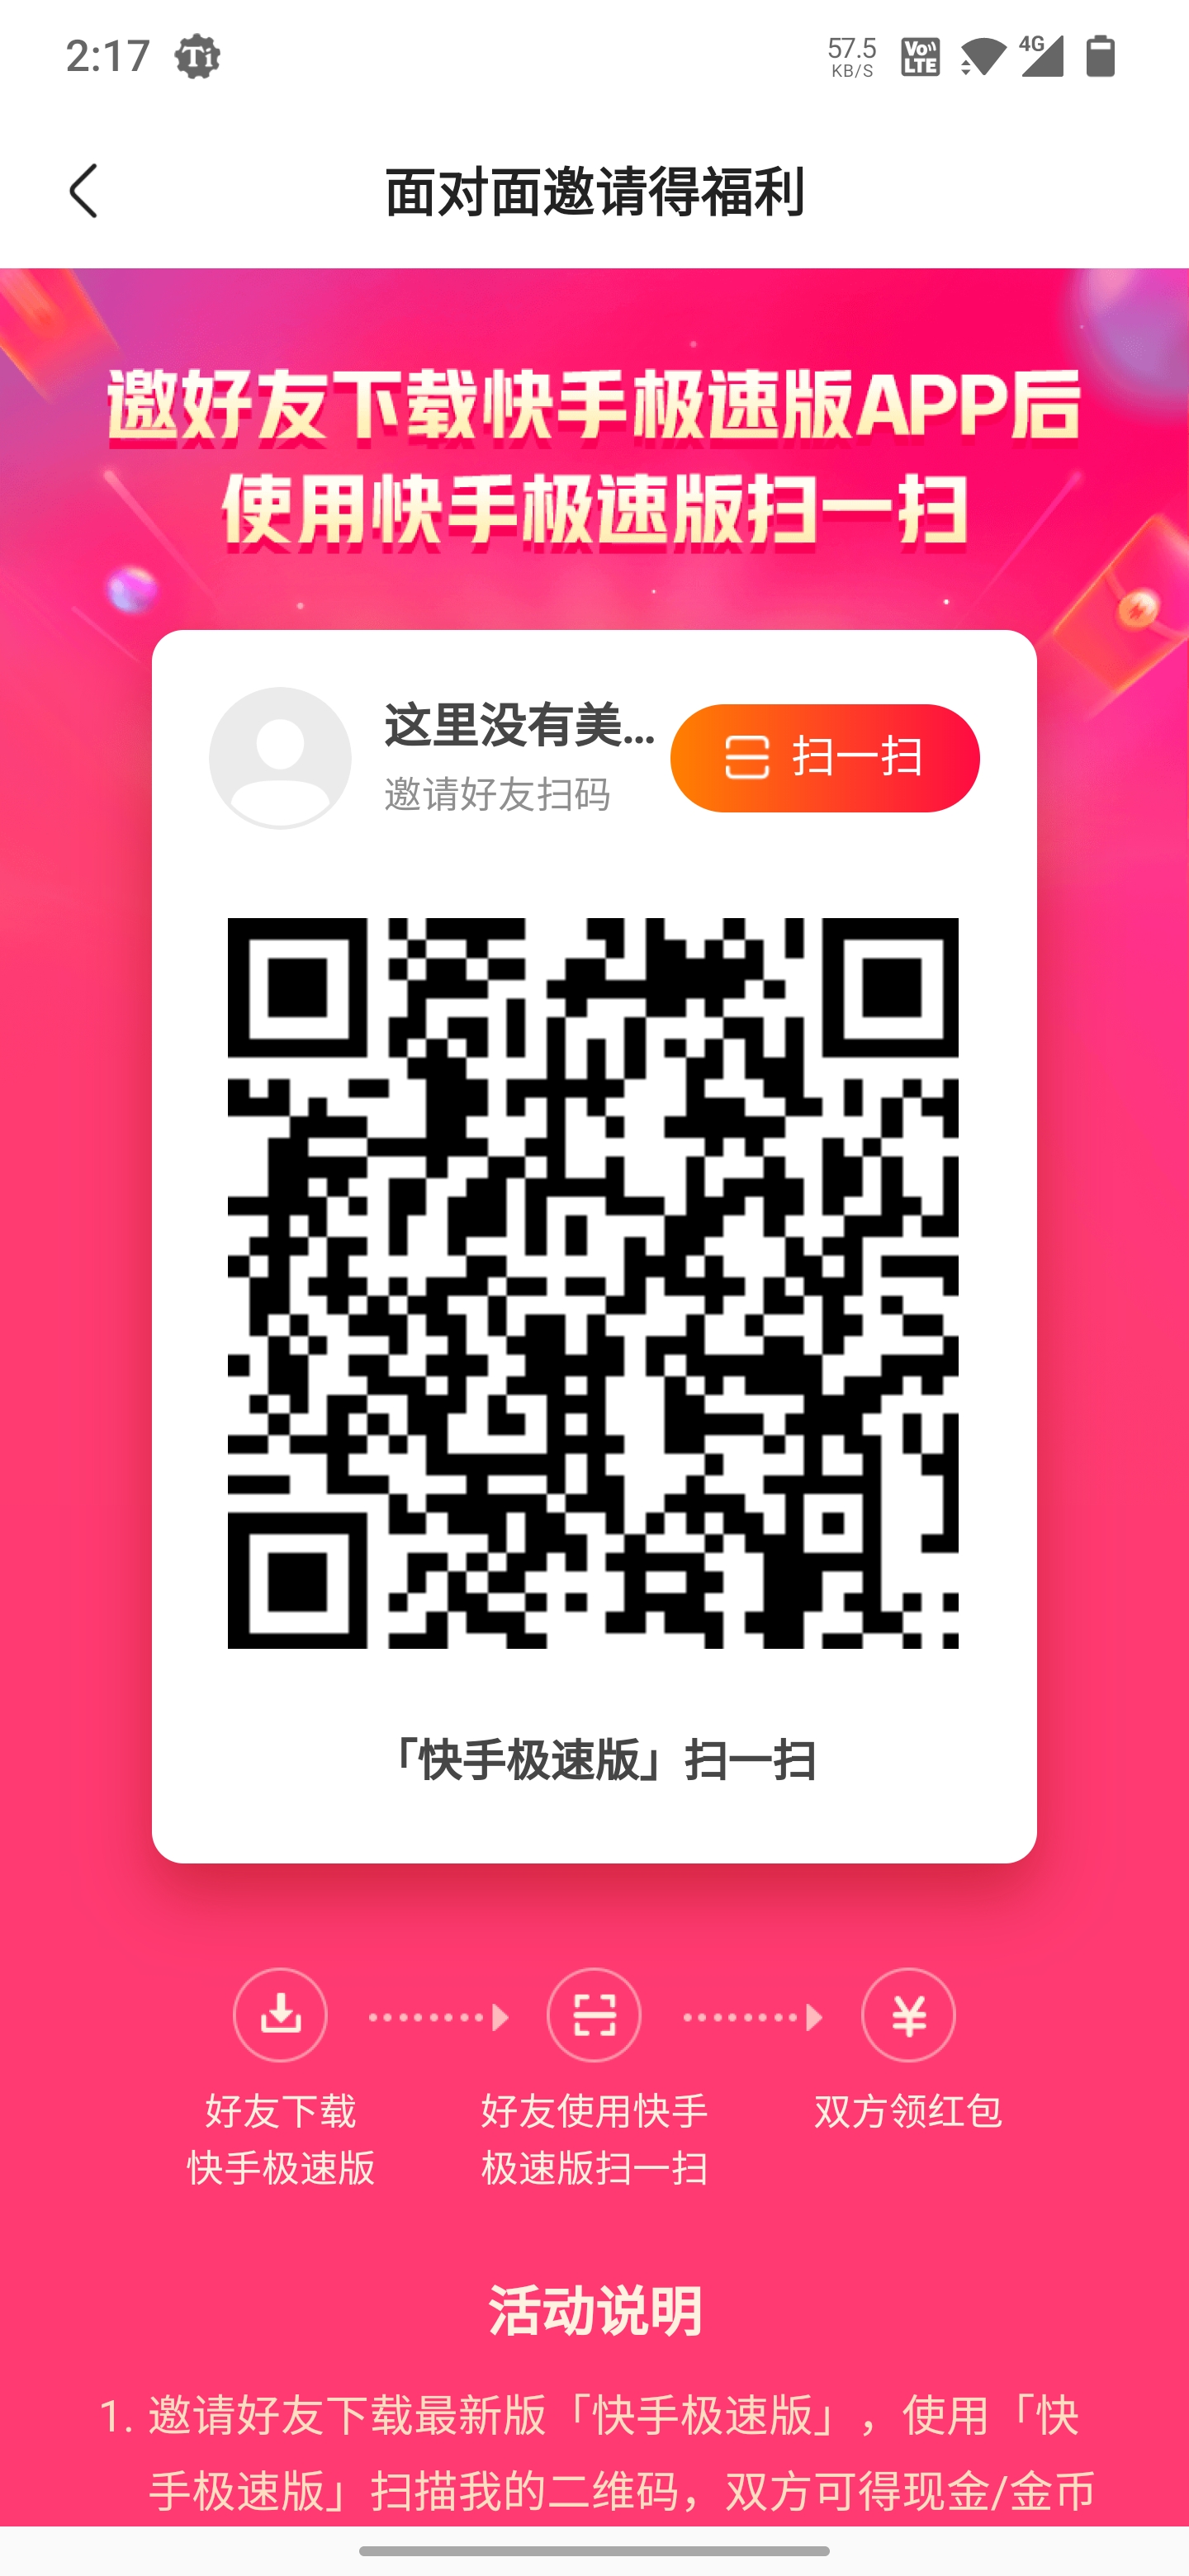 2:17
Ti
57.5
KB/S
Vo
LTE
4G
面对面邀请得福利
邀好友下载快手极速版APP后
使用快手极速版扫一扫
这里没有美...
扫一扫
邀请好友扫码
「快手极速版」扫一扫
¥
好友下载
快手极速版
好友使用快手
极速版扫一扫
双方领红包
活动说明
1. 邀请好友下载最新版「快手极速版」，使用「快
手极速版」扫描我的二维码，双方可得现金/金币